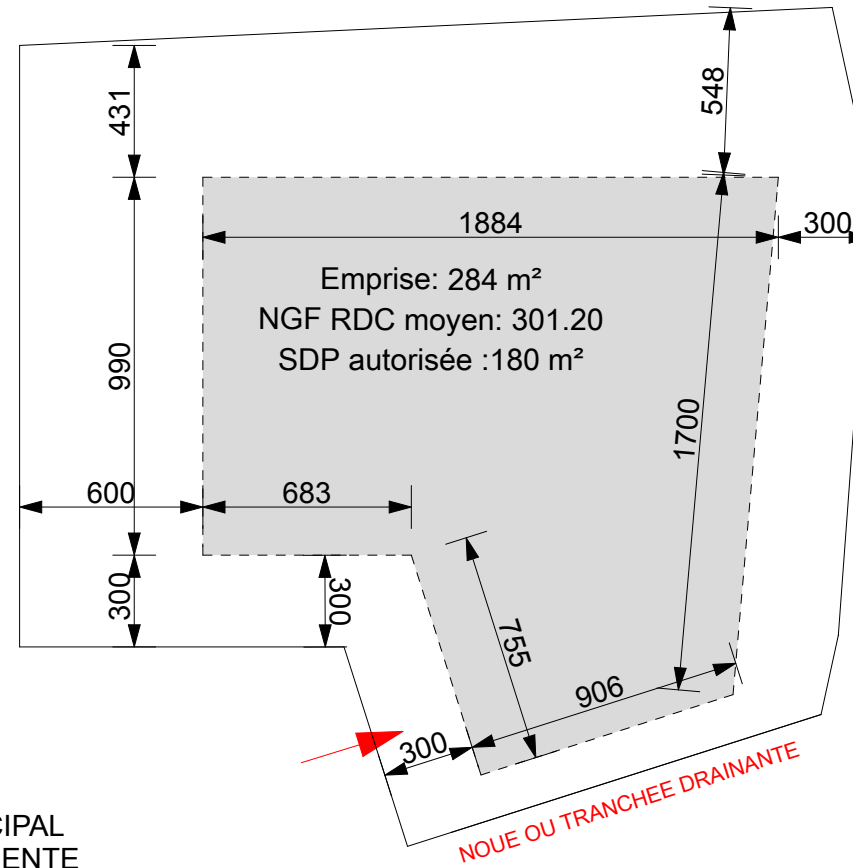 548
431
1884
300
Emprise: 284 m²
NGF RDC moyen: 301.20
SDP autorisée :180 m²
990
1700
600
683
300
300
755
906
300
NOUE OU TRANCHEE DRAINANTE
CIPAL
ENTE